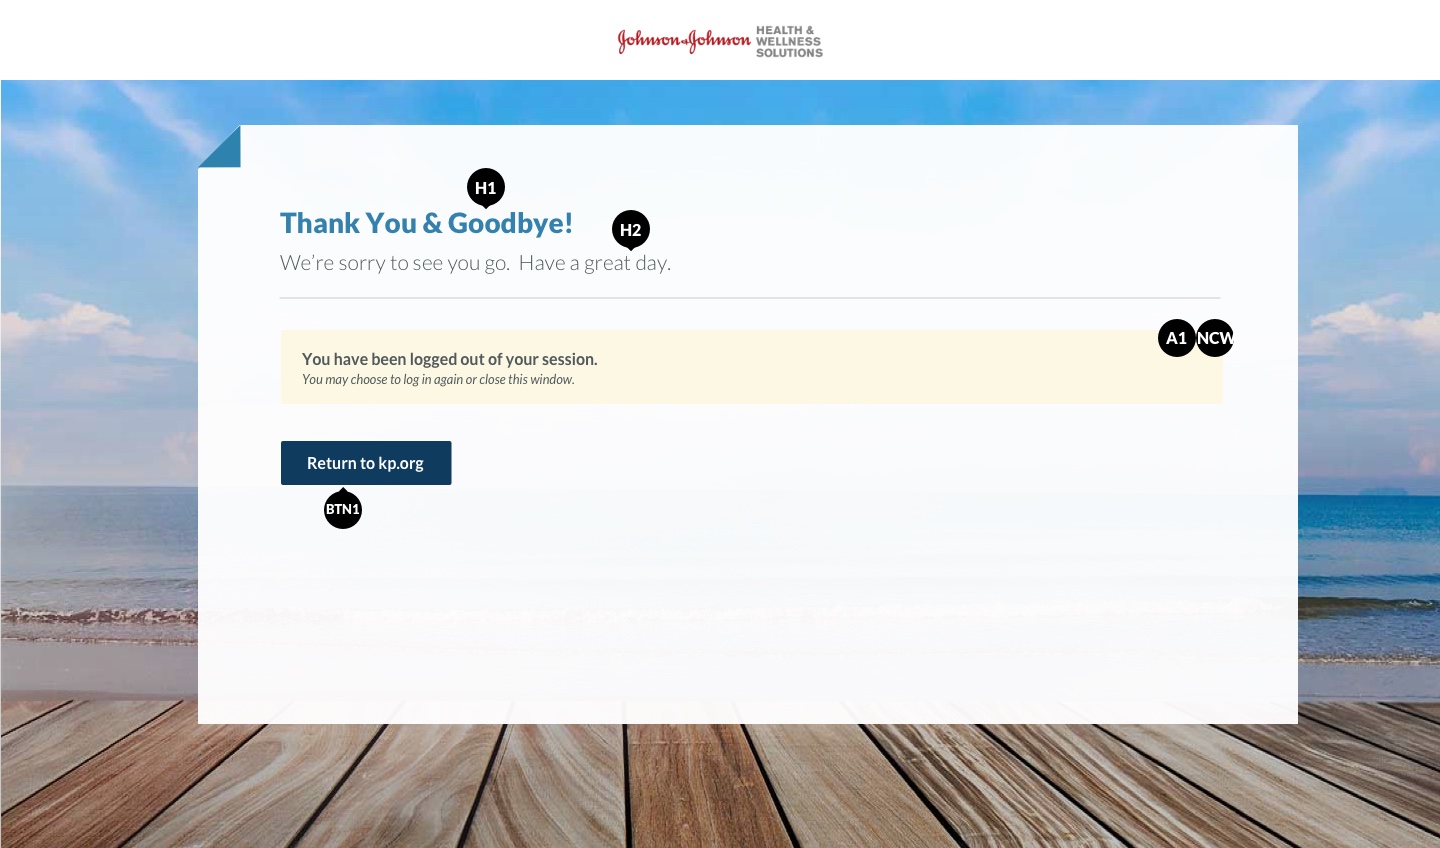 Johnson & Johnson HEALTH &
WELLNESS
SOLUTIONS
H1
Thank You & Goodbye!
H2
We're sorry to see you go.  Have a great day.
A1 NCW
You have been logged out of your session.
You may choose to log in again or close this window.
Return to kp.org
BTN1